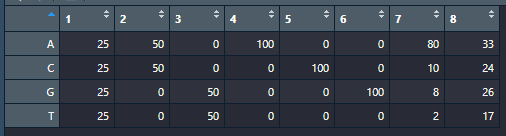 1 2 3 4 5 6 7 8
A 25 50 0 100 0 0 80 33
C 25 50 0 0 100 0 10 24
G 25 0 50 0 0 100 8 26
T 25 0 50 0 0 0 2 17